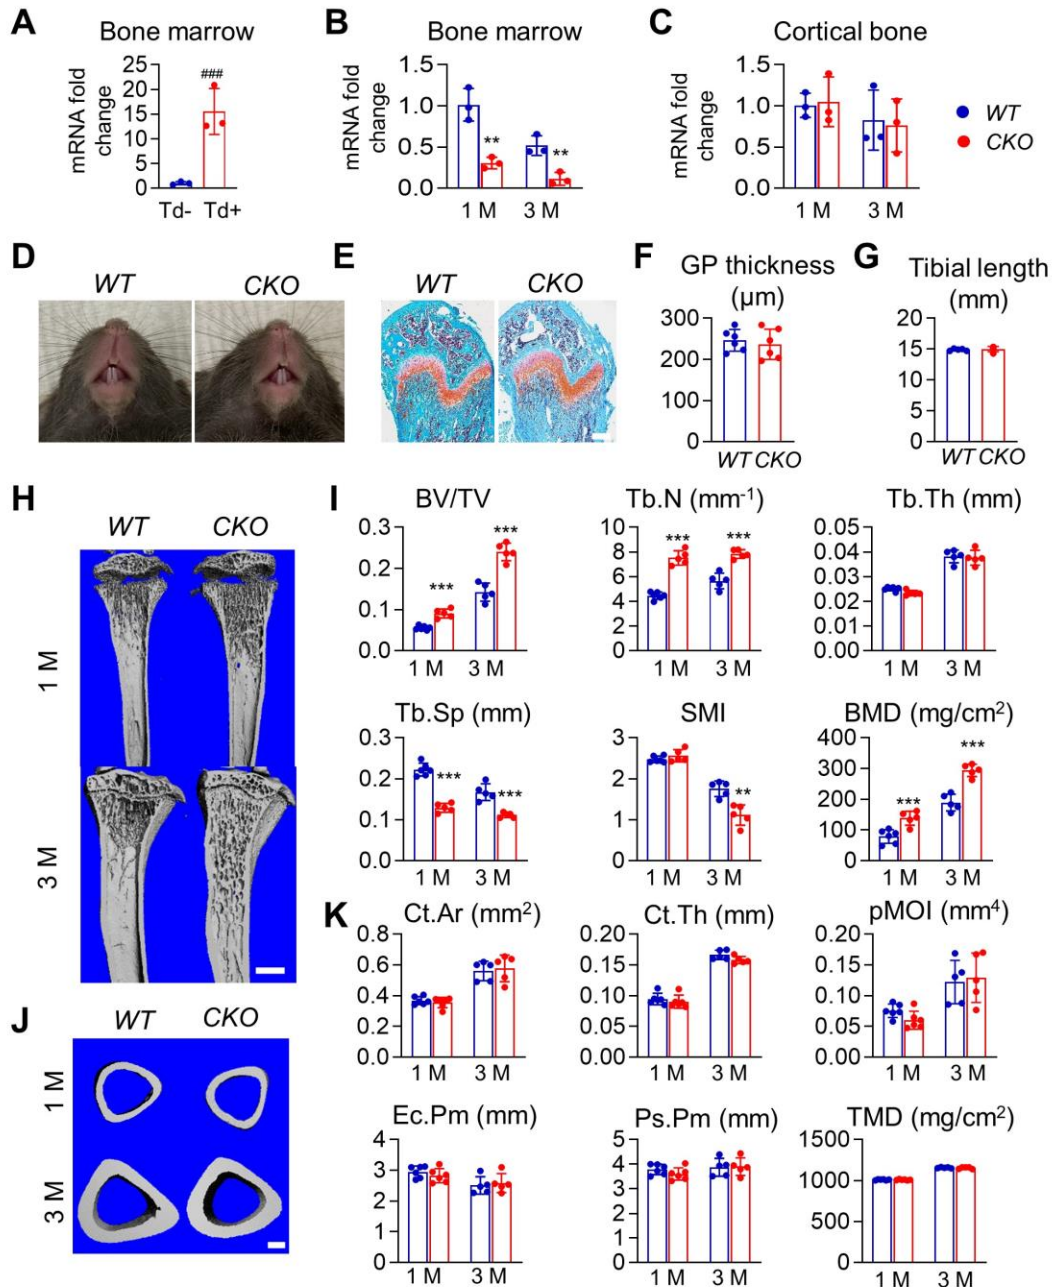 A
Bone marrow
mRNA fold
change
25
20
15
10
5
0
###
Td-
Td+
B
Bone marrow
mRNA fold
change
1.5
1.0
0.5
0.0
**
**
1 M
3 M
C
Cortical bone
mRNA fold
change
1.5
1.0
0.5
0.0
1 M
3 M
WT
CKO
D
WT
CKO
E
WT
CKO
F
GP thickness
(µm)
300
200
100
0
WT CKO
G
Tibial length
(mm)
20
15
10
5
0
WT CKO
H
WT
CKO
1 M
3 M
I
BV/TV
0.3
0.2
0.1
0.0
***
***
1 M
3 M
Tb.N (mm⁻¹)
10
8
6
4
2
0
***
***
1 M
3 M
Tb.Th (mm)
0.05
0.04
0.03
0.02
0.01
0.00
1 M
3 M
Tb.Sp (mm)
0.3
0.2
0.1
0.0
***
***
1 M
3 M
SMI
3
2
1
0
**
1 M
3 M
BMD (mg/cm²)
400
300
200
100
0
***
***
1 M
3 M
J
WT
CKO
1 M
3 M
K
Ct.Ar (mm²)
0.8
0.6
0.4
0.2
0.0
1 M
3 M
Ct.Th (mm)
0.20
0.15
0.10
0.05
0.00
1 M
3 M
pMOI (mm⁴)
0.20
0.15
0.10
0.05
0.00
1 M
3 M
Ec.Pm (mm)
4
3
2
1
0
1 M
3 M
Ps.Pm (mm)
5
4
3
2
1
0
1 M
3 M
TMD (mg/cm²)
1500
1000
500
0
1 M
3 M